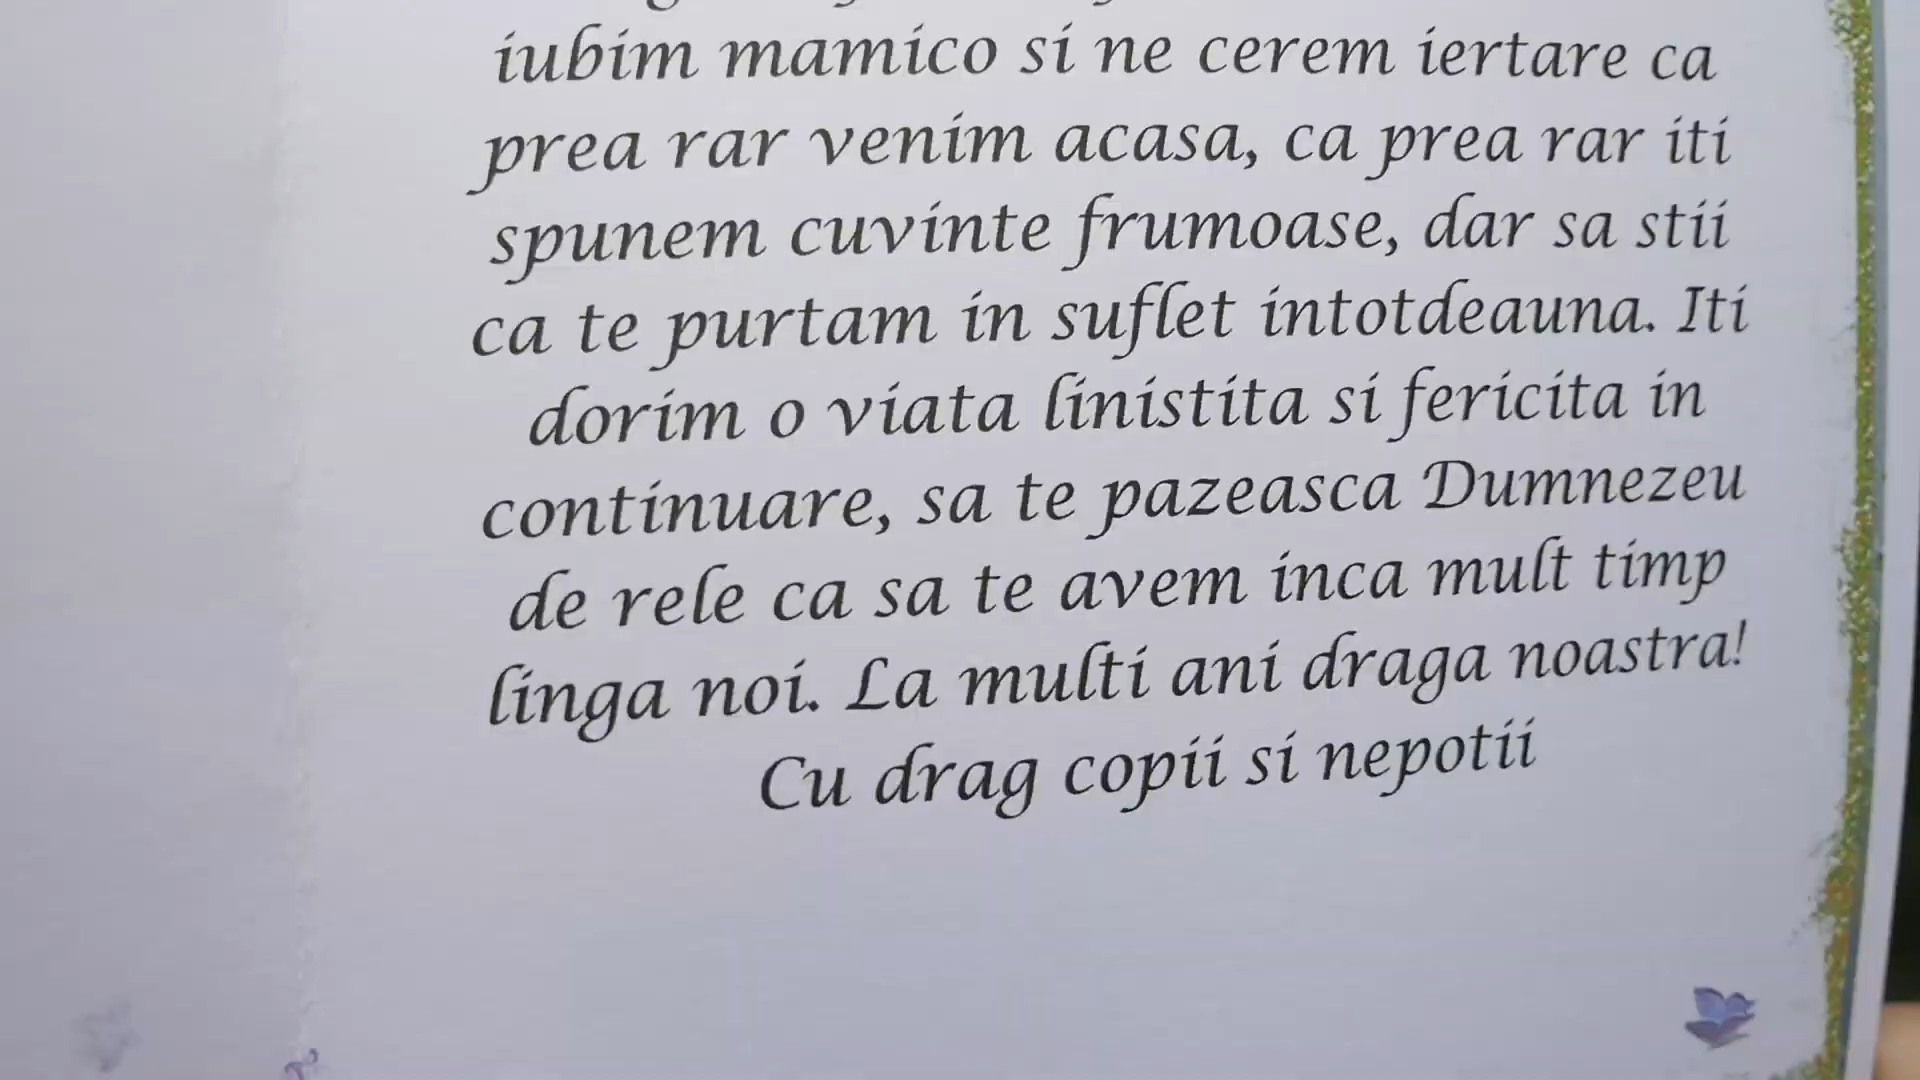 iubim mamico si ne cerem iertare ca
prea rar venim acasa, ca prea rar iti
spunem cuvinte frumoase, dar sa stii
ca te purtam in suflet intotdeauna. Iti
dorim o viata linistita si fericita in
continuare, sa te pazeasca Dumnezeu
de rele ca sa te avem inca mult timp
linga noi. La multi ani draga noastra!
Cu drag copii si nepotii